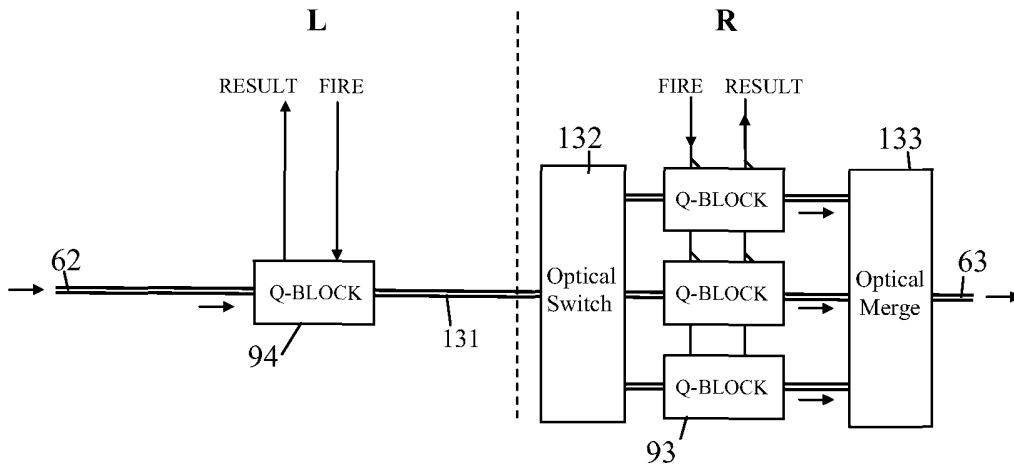 L
R
RESULT
FIRE
FIRE
RESULT
132
133
Q-BLOCK
62
Q-BLOCK
94
131
Optical
Switch
Q-BLOCK
Optical
Merge
63
Q-BLOCK
93